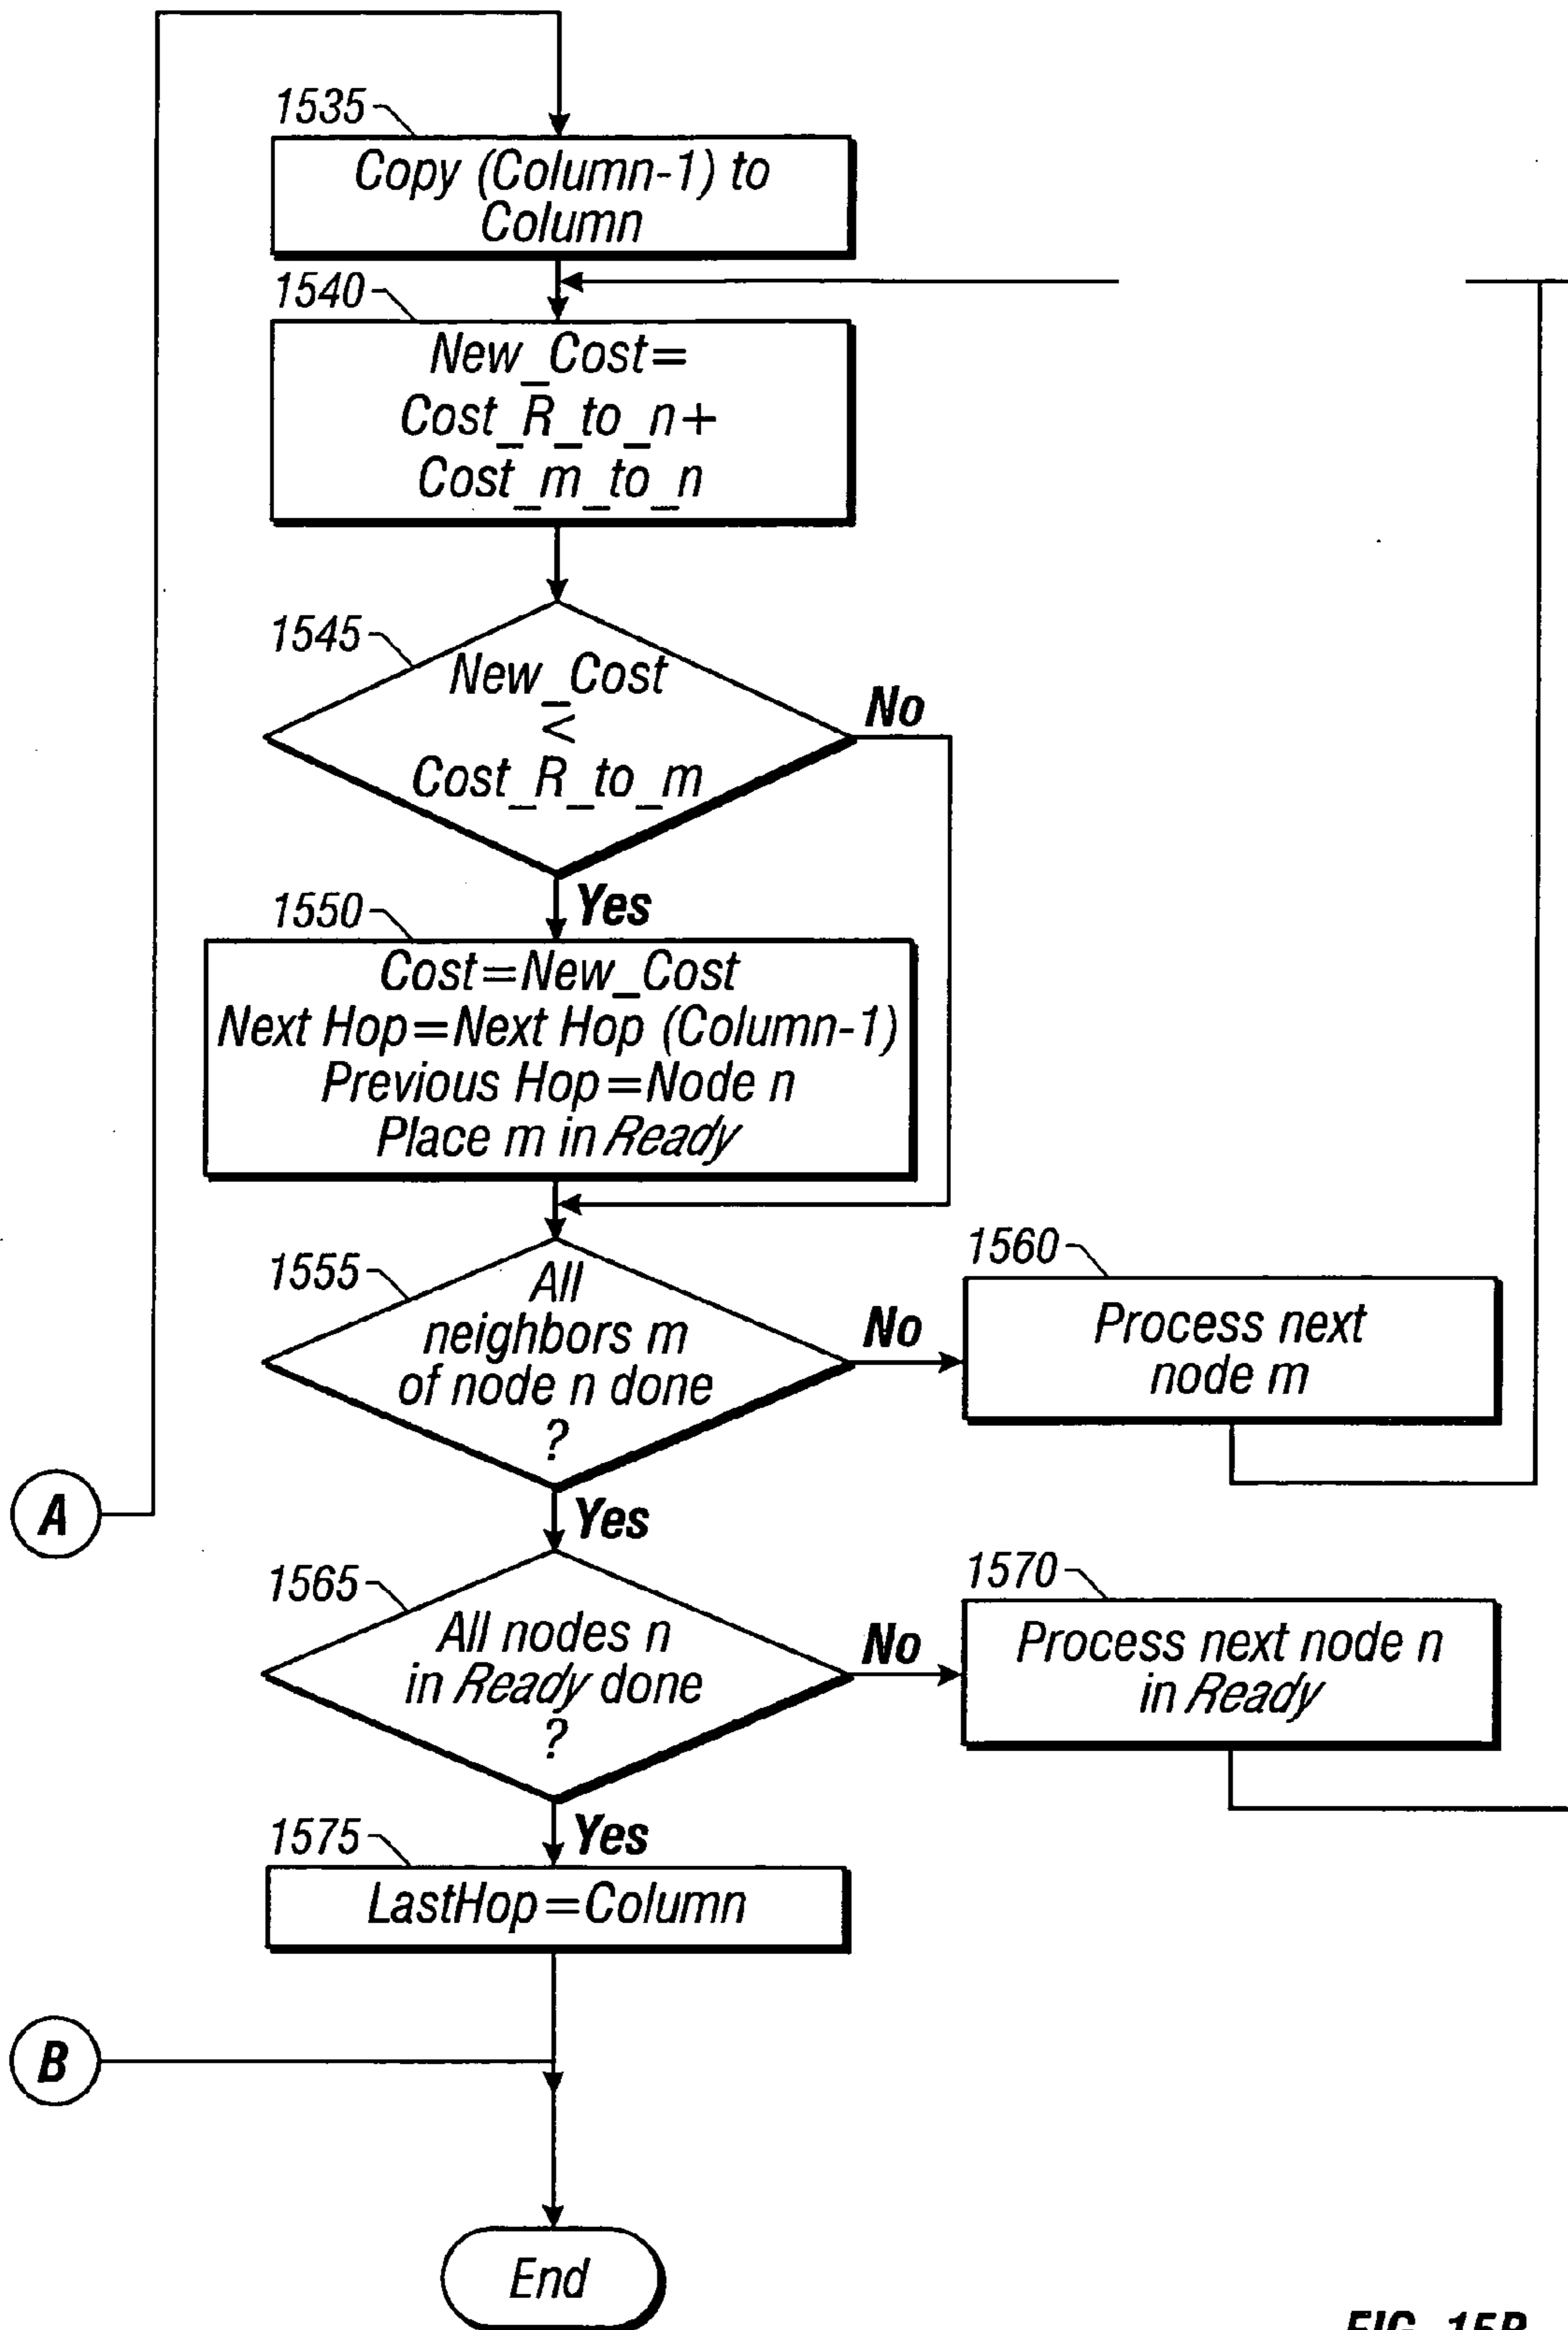 1535
Copy (Column-1) to
Column
1540
New_Cost=
Cost_R_to_n+
Cost_m_to_n
1545
New_Cost
<
Cost_R_to_m
No
Yes
1550
Cost=New_Cost
Next Hop=Next Hop (Column-1)
Previous Hop=Node n
Place m in Ready
1555
All
neighbors m
of node n done
?
No
1560
Process next
node m
A
Yes
1565
All nodes n
in Ready done
?
No
1570
Process next node n
in Ready
Yes
1575
LastHop=Column
B
End
FIG. 15B